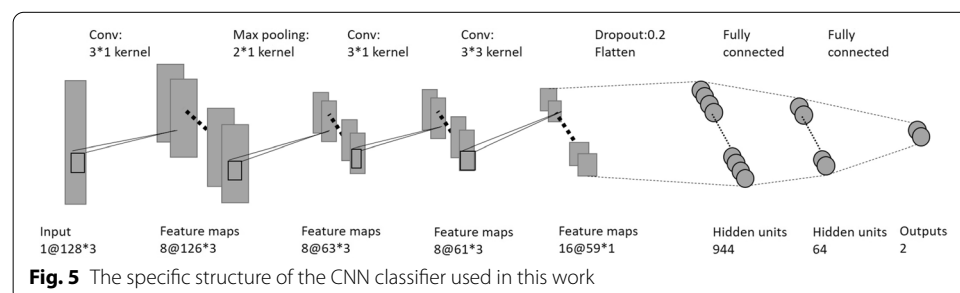 Conv: Max pooling: Conv: Conv: Dropout:0.2 Fully Fully
3*1 kernel 2*1 kernel 3*1 kernel 3*3 kernel Flatten connected connected
Input Feature maps Feature maps Feature maps Feature maps Hidden units Hidden units Outputs
1@128*3 8@126*3 8@63*3 8@61*3 16@59*1 944 64 2
Fig. 5 The specific structure of the CNN classifier used in this work